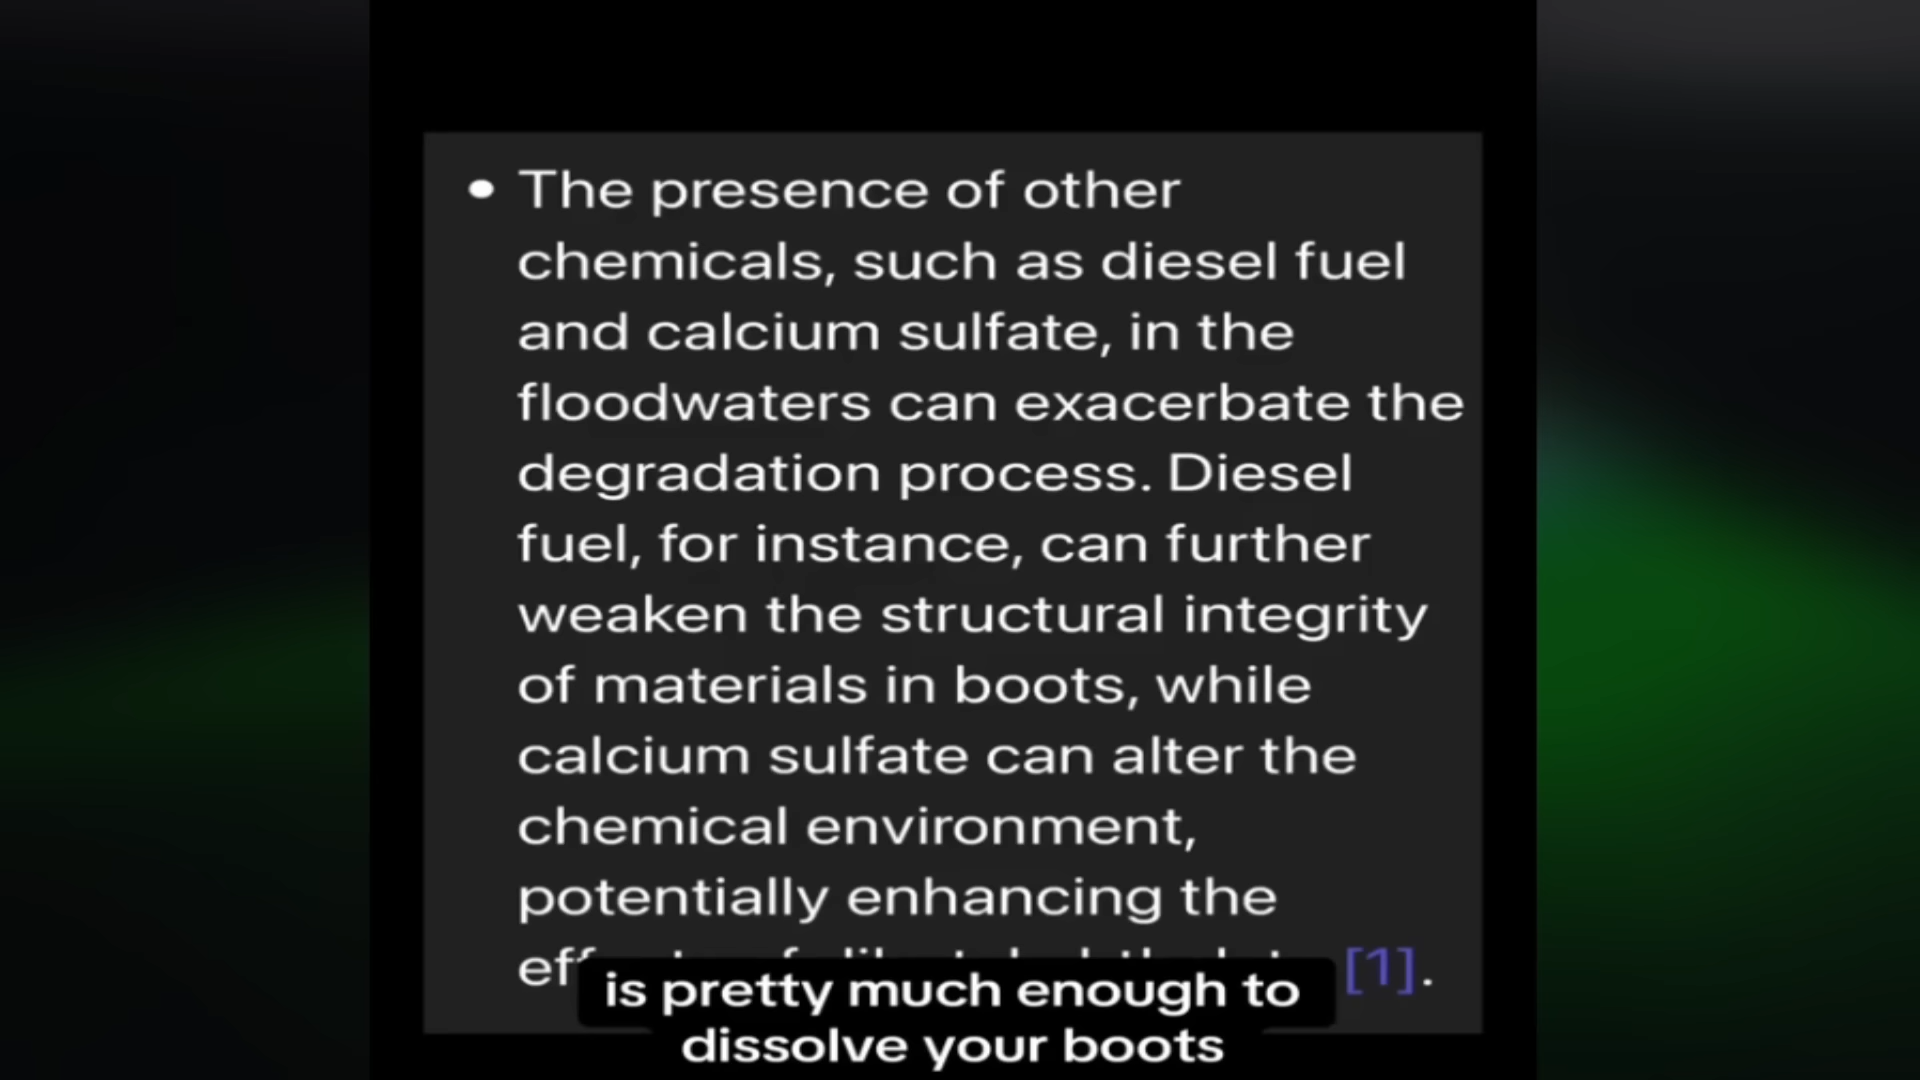 • The presence of other
chemicals, such as diesel fuel
and calcium sulfate, in the
floodwaters can exacerbate the
degradation process. Diesel
fuel, for instance, can further
weaken the structural integrity
of materials in boots, while
calcium sulfate can alter the
chemical environment,
potentially enhancing the
[1].
is pretty much enough to
dissolve your boots